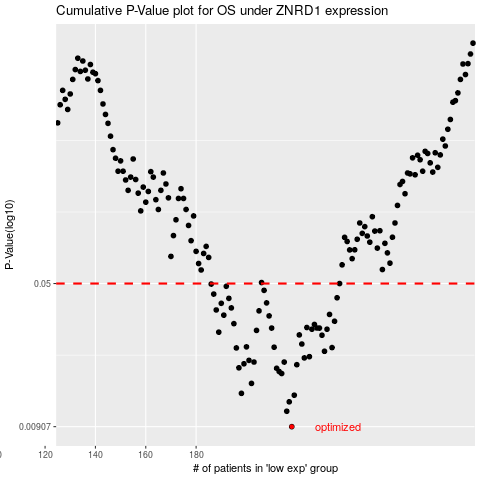 Cumulative P-Value plot for OS under ZNRD1 expression
P-Value(log10)
0.05
0.00907
optimized
0 120 140 160 180
# of patients in 'low exp' group